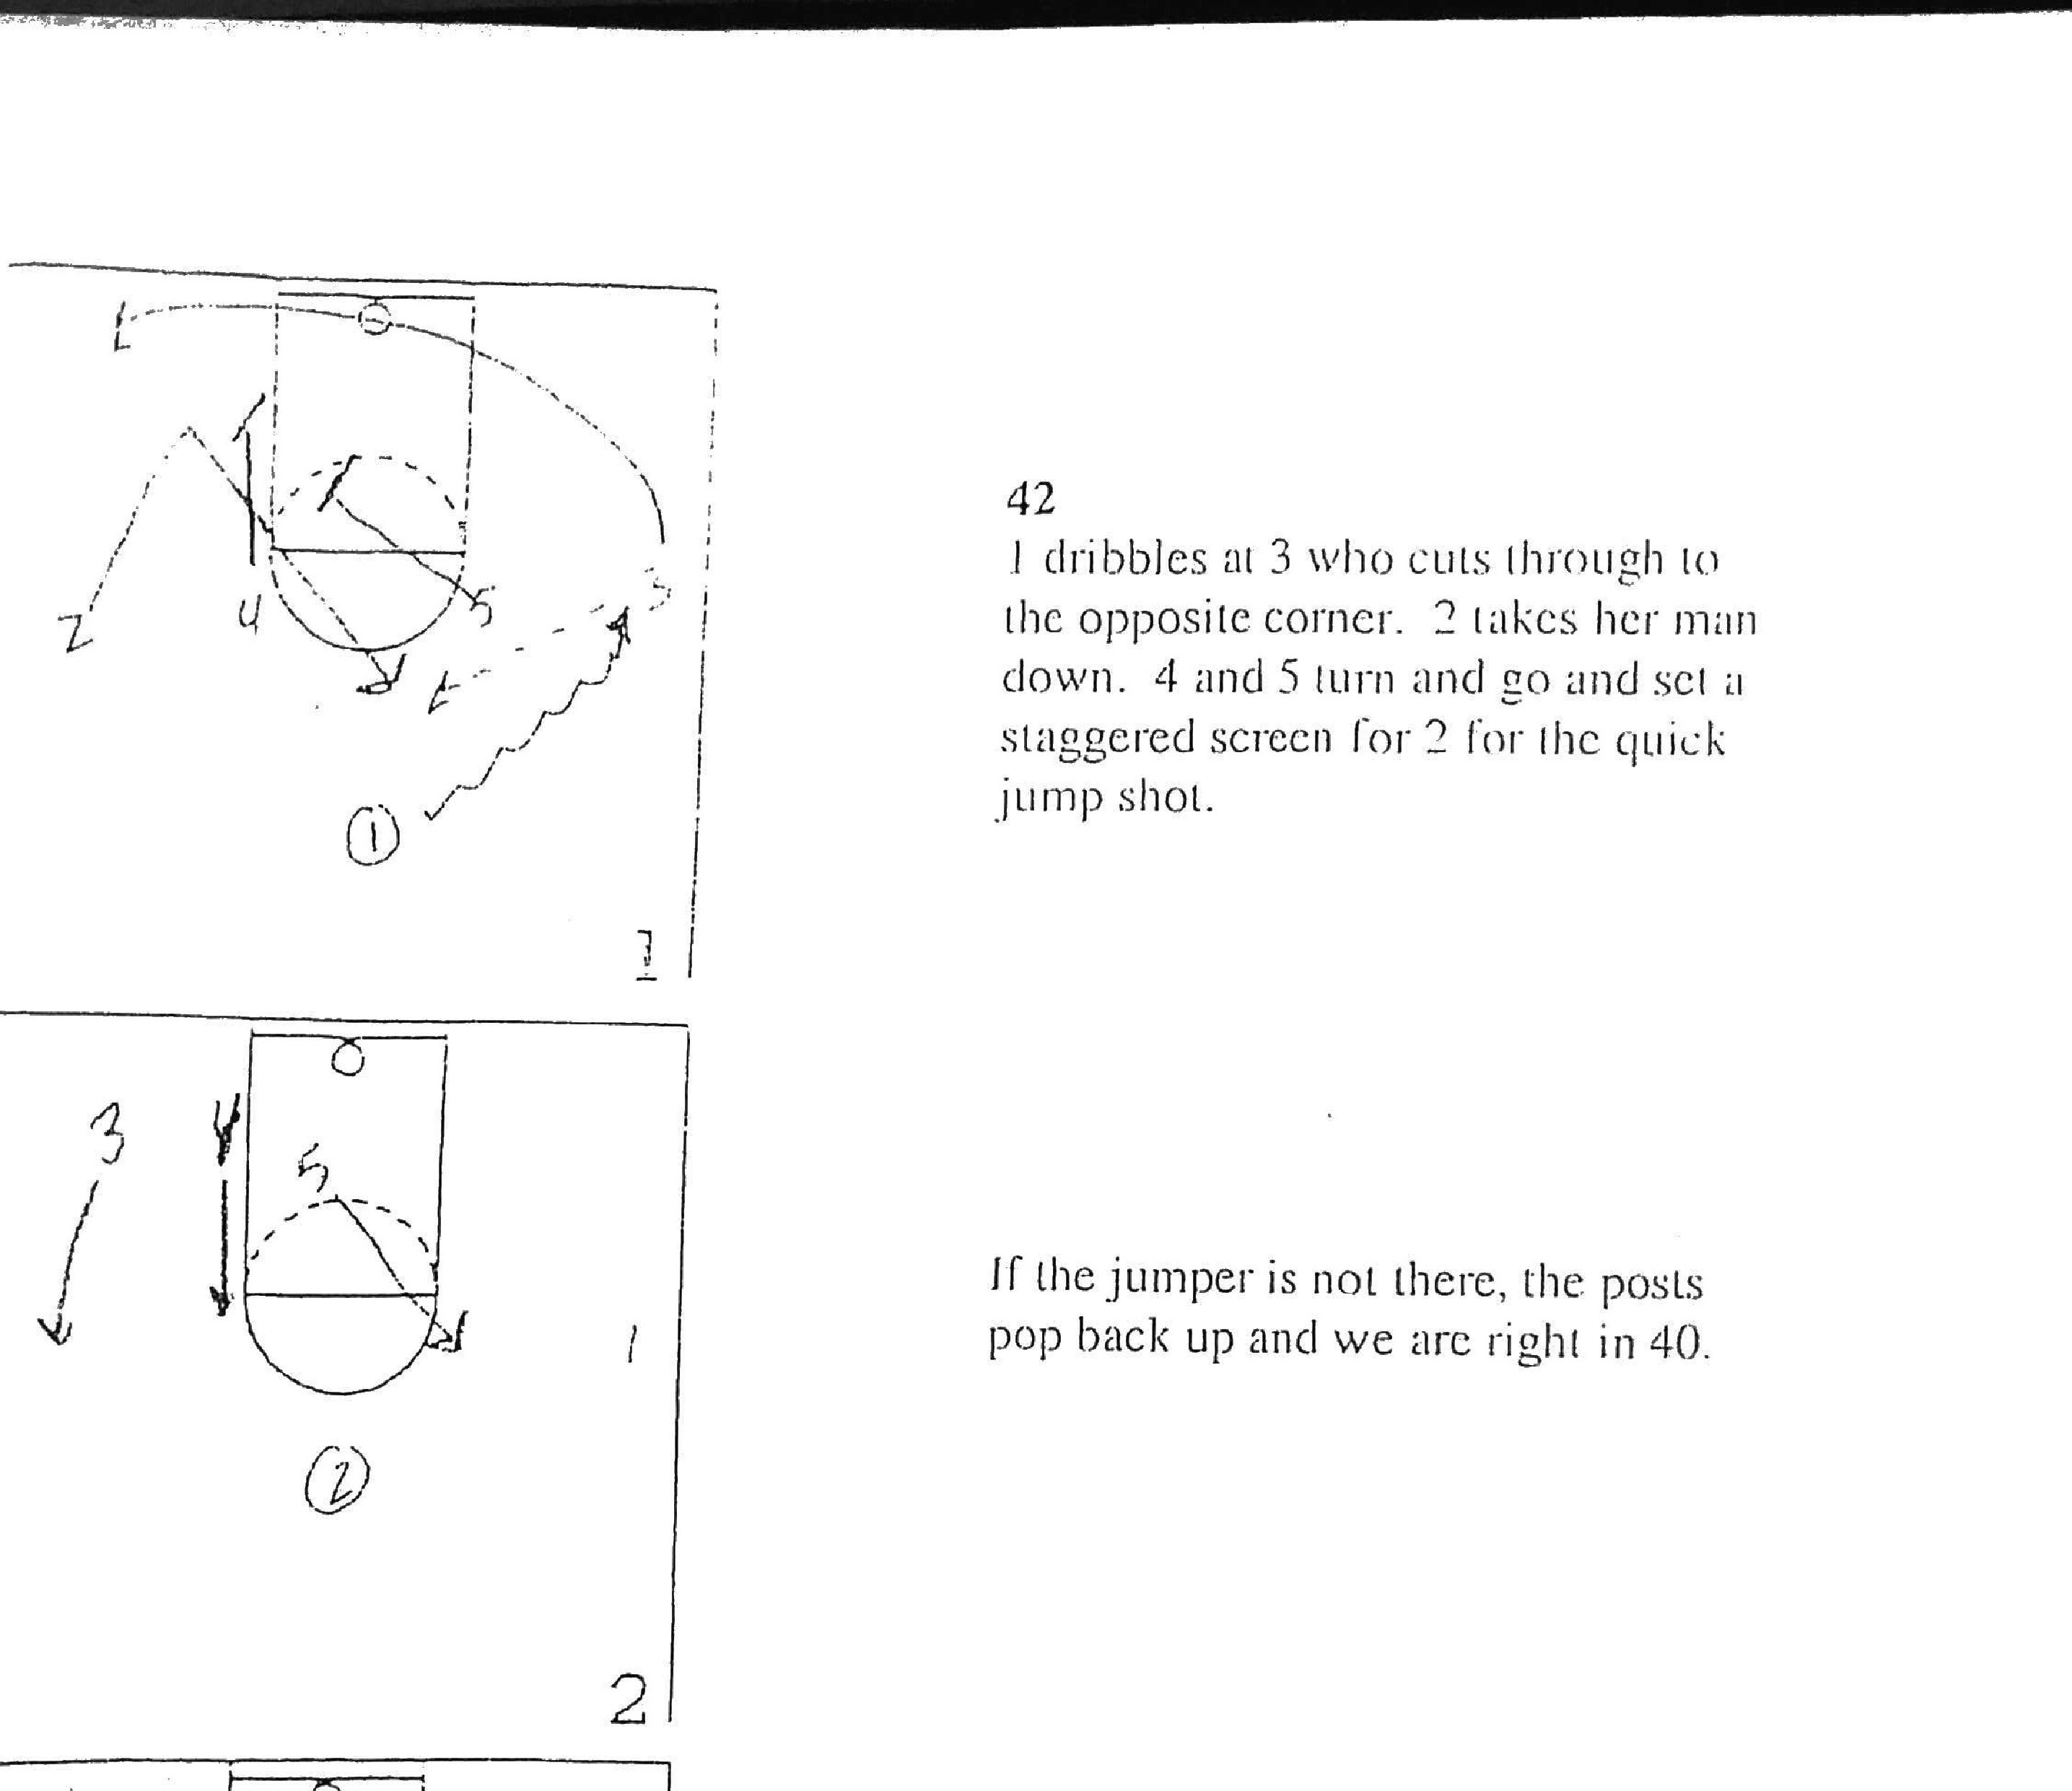 2
4
5
3
1
1
42
1 dribbles at 3 who cuts through to
the opposite corner. 2 takes her man
down. 4 and 5 turn and go and set a
staggered screen for 2 for the quick
jump shot.
3
4
5
1
2
2
If the jumper is not there, the posts
pop back up and we are right in 40.